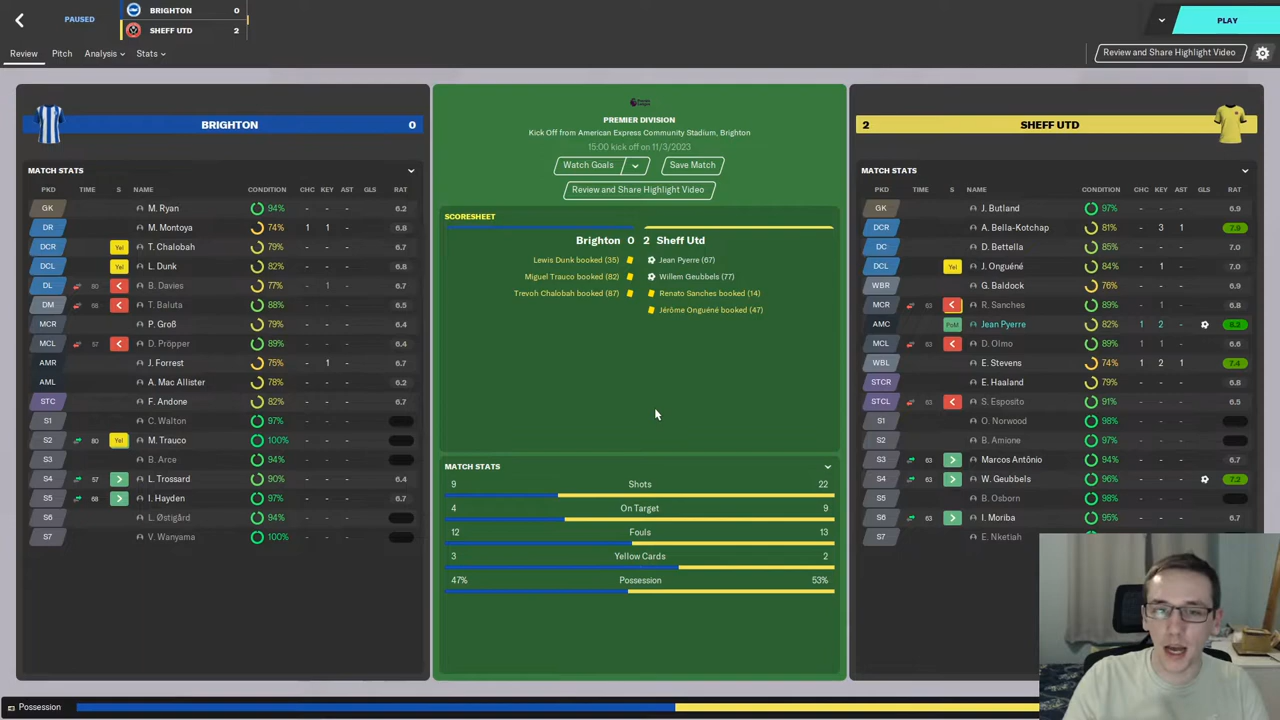 PAUSED
BRIGHTON 0
SHEFF UTD 2
PLAY
Review Pitch Analysis Stats
Review and Share Highlight Video
BRIGHTON 0
MATCH STATS
PKD TIME S NAME CONDITION CHC KEY AST GLS RAT
GK M. Ryan 94% - - - - 6.2
DR M. Montoya 74% 1 1 - - 6.8
DCR Yel T. Chalobah 79% - - - - 6.5
DCL Yel L. Dunk 82% - - - - 6.8
DL 80 B. Davies 77% - 1 - - 6.7
DM 68 T. Baluta 88% - - - - 6.5
MCR P. Groß 79% - - - - 6.4
MCL 57 D. Pröpper 89% - - - - 6.4
AMR J. Forrest 75% - 1 - - 6.7
AML A. Mac Allister 78% - - - - 6.2
STC F. Andone 82% - - - - 6.7
S1 C. Walton 97% - - - -
S2 80 Yel M. Trauco 100% - - - -
S3 B. Arce 94% - - - -
S4 57 L. Trossard 90% - - - - 6.4
S5 68 I. Hayden 97% - - - - 6.7
S6 L. Østigård 94% - - - -
S7 V. Wanyama 100% - - - -
PREMIER DIVISION
Kick Off from American Express Community Stadium, Brighton
15:00 kick off on 11/3/2023
Watch Goals Save Match
Review and Share Highlight Video
SCORESHEET
Brighton 0 2 Sheff Utd
Lewis Dunk booked (35) Jean Pyerre (67)
Miguel Trauco booked (82) Willem Geubbels (77)
Trevoh Chalobah booked (87) Renato Sanches booked (14)
Jérôme Onguéné booked (47)
MATCH STATS
9 Shots 22
4 On Target 9
12 Fouls 13
3 Yellow Cards 2
47% Possession 53%
2 SHEFF UTD
MATCH STATS
PKD TIME S NAME CONDITION CHC KEY AST GLS RAT
GK J. Butland 97% - - - - 6.9
DCR A. Bella-Kotchap 81% - 3 1 - 7.9
DC D. Bettella 85% - - - - 7.0
DCL Yel J. Onguéné 84% - 1 - - 7.0
WBR G. Baldock 76% - - - - 6.9
MCR 63 R. Sanches 89% - 1 - - 6.8
AMC PoM Jean Pyerre 82% 1 2 - 8.3
MCL 63 D. Olmo 89% 1 1 - - 6.6
WBL E. Stevens 74% 1 2 1 - 7.4
STCR E. Haaland 79% - - - - 6.8
STCL S. Esposito 92% - - - - 6.5
S1 O. Norwood 98% - - - -
S2 B. Amione 97% - - - -
S3 63 Marcos Antônio 94% - - - - 6.7
S4 63 W. Geubbels 96% - - - 7.2
S5 B. Osborn 98% - - - -
S6 63 I. Moriba 95% - - - - 6.7
S7 E. Nketiah
Possession